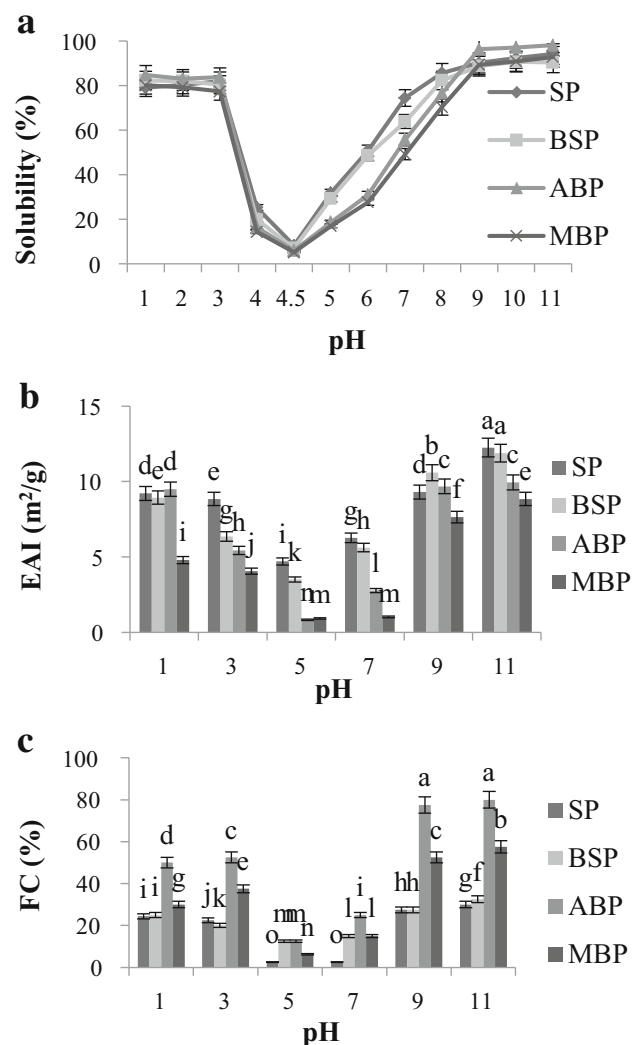 a
100
80
60
40
20
0
Solubility (%)
1 2 3 4 4.5 5 6 7 8 9 10 11
pH
SP
BSP
ABP
MBP
b
15
10
5
0
EAI (m²/g)
d e d i
e g h j
i k n m
g h l m
d b c f
a a c e
1 3 5 7 9 11
pH
SP
BSP
ABP
MBP
c
100
80
60
40
20
0
FC (%)
i i d g
j k c e
o m m n
o l i l
h h a c
g f a b
1 3 5 7 9 11
pH
SP
BSP
ABP
MBP